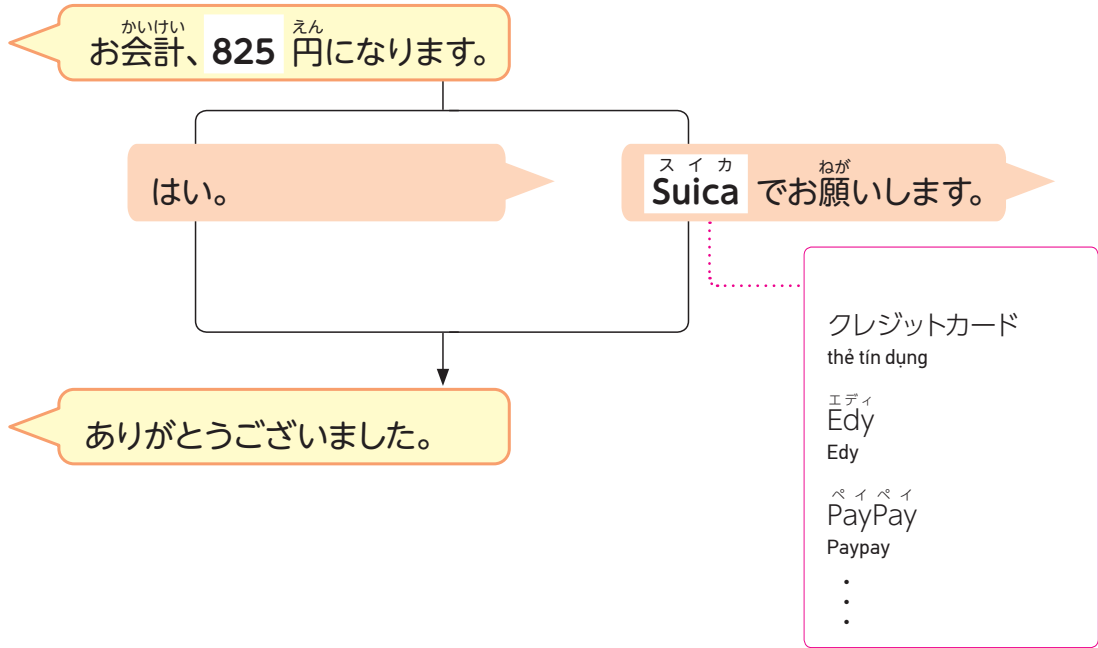 かいけい えん
お会計、825 円になります。
はい。
スイカ ねが
Suica でお願いします。
クレジットカード
thẻ tín dụng
エディ
Edy
Edy
ペイペイ
PayPay
Paypay
・
・
・
ありがとうございました。